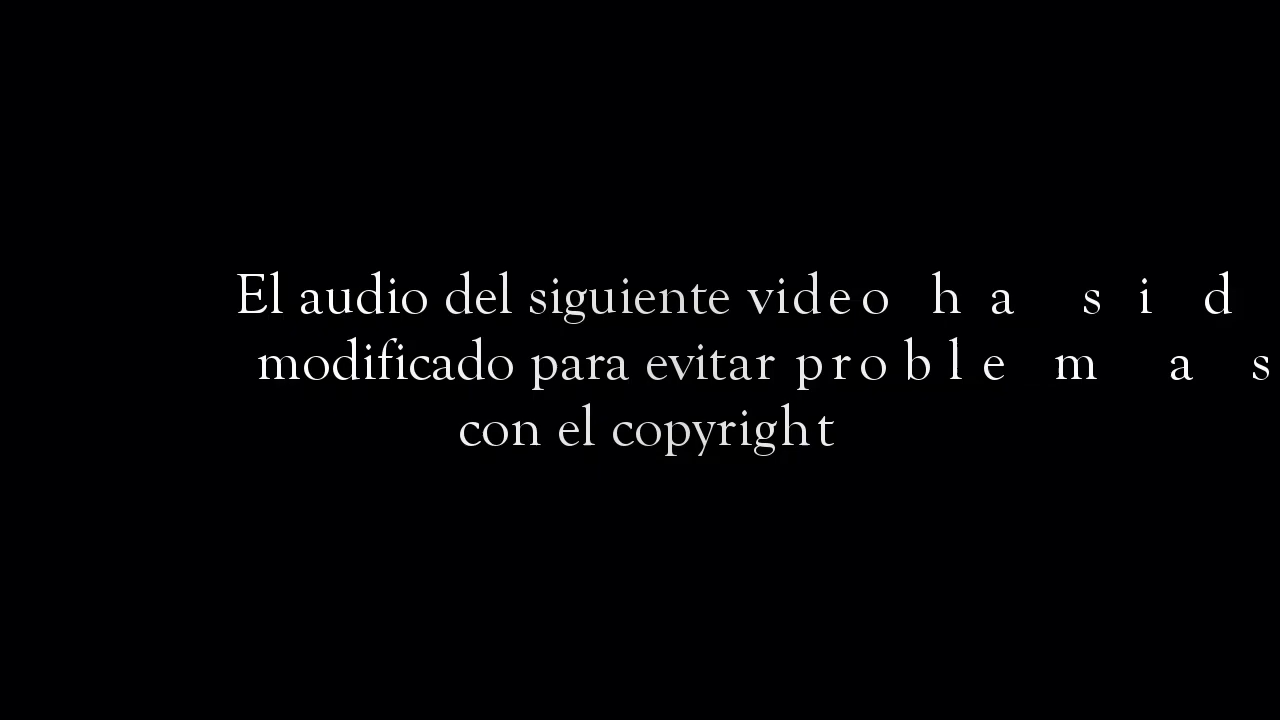 El audio del siguiente video ha sid
modificado para evitar problemas
con el copyright